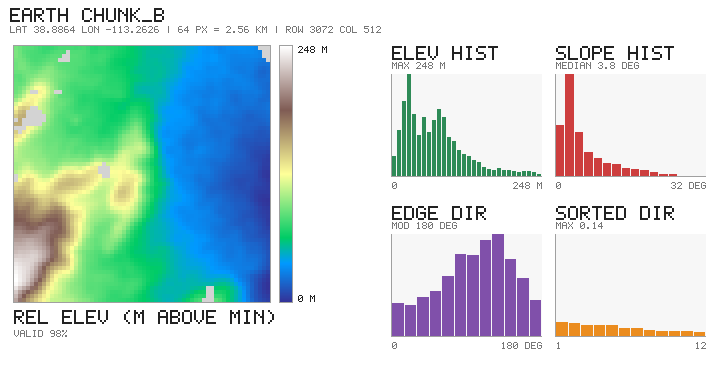 EARTH CHUNK_B
LAT 38.8864 LON -113.2626 | 64 PX = 2.56 KM | ROW 3072 COL 512
248 M
0 M
REL ELEV (M ABOVE MIN)
VALID 98%
ELEV HIST
MAX 248 M
0 248 M
SLOPE HIST
MEDIAN 3.8 DEG
0 32 DEG
EDGE DIR
MOD 180 DEG
0 180 DEG
SORTED DIR
MAX 0.14
1 12